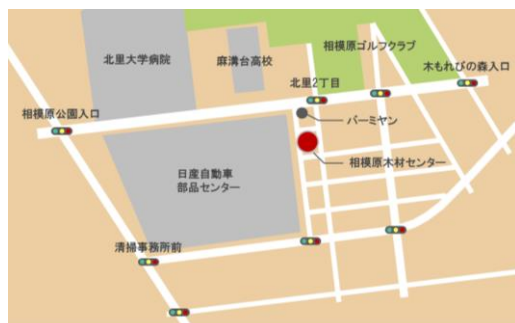 北里大学病院
麻溝台高校
相模原ゴルフクラブ
木もれびの森入口
北里2丁目
相模原公園入口
バーミヤン
相模原木材センター
日産自動車
部品センター
清掃事務所前